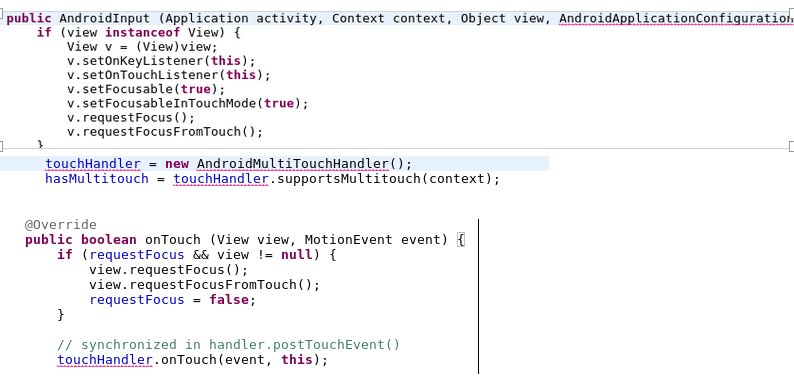 public AndroidInput (Application activity, Context context, Object view, AndroidApplicationConfiguration
if (view instanceof View) {
View v = (View)view;
v.setOnKeyListener(this);
v.setOnTouchListener(this);
v.setFocusable(true);
v.setFocusableInTouchMode(true);
v.requestFocus();
v.requestFocusFromTouch();
}
touchHandler = new AndroidMultiTouchHandler();
hasMultitouch = touchHandler.supportsMultitouch(context);
@Override
public boolean onTouch (View view, MotionEvent event) {
if (requestFocus && view != null) {
view.requestFocus();
view.requestFocusFromTouch();
requestFocus = false;
}
// synchronized in handler.postTouchEvent()
touchHandler.onTouch(event, this);